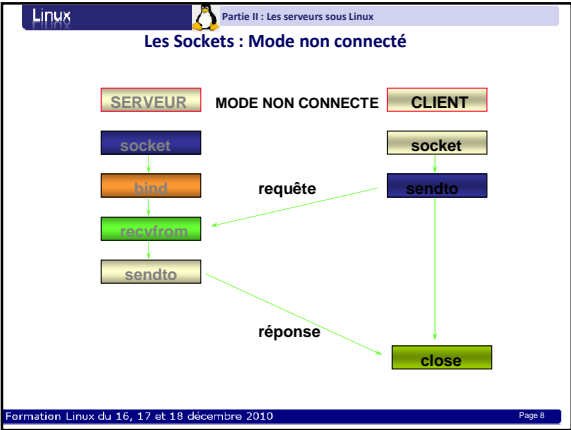 Linux
Partie II : Les serveurs sous Linux
Les Sockets : Mode non connecté
SERVEUR MODE NON CONNECTE CLIENT
socket socket
bind requête sendto
recvfrom
sendto
réponse
close
Formation Linux du 16, 17 et 18 décembre 2010 Page 8